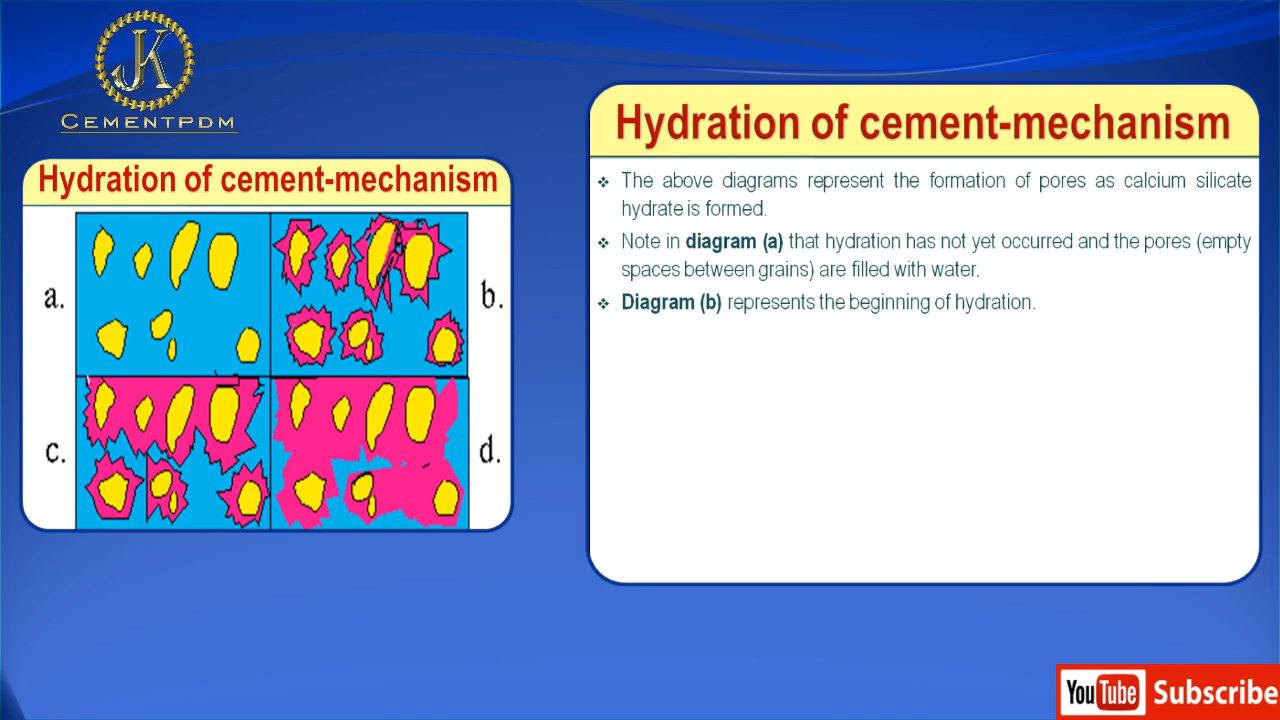 JK
CEMENTPDM
Hydration of cement-mechanism
a.
b.
c.
d.
Hydration of cement-mechanism
❖ The above diagrams represent the formation of pores as calcium silicate
hydrate is formed.
❖ Note in diagram (a) that hydration has not yet occurred and the pores (empty
spaces between grains) are filled with water.
❖ Diagram (b) represents the beginning of hydration.
YouTube Subscribe